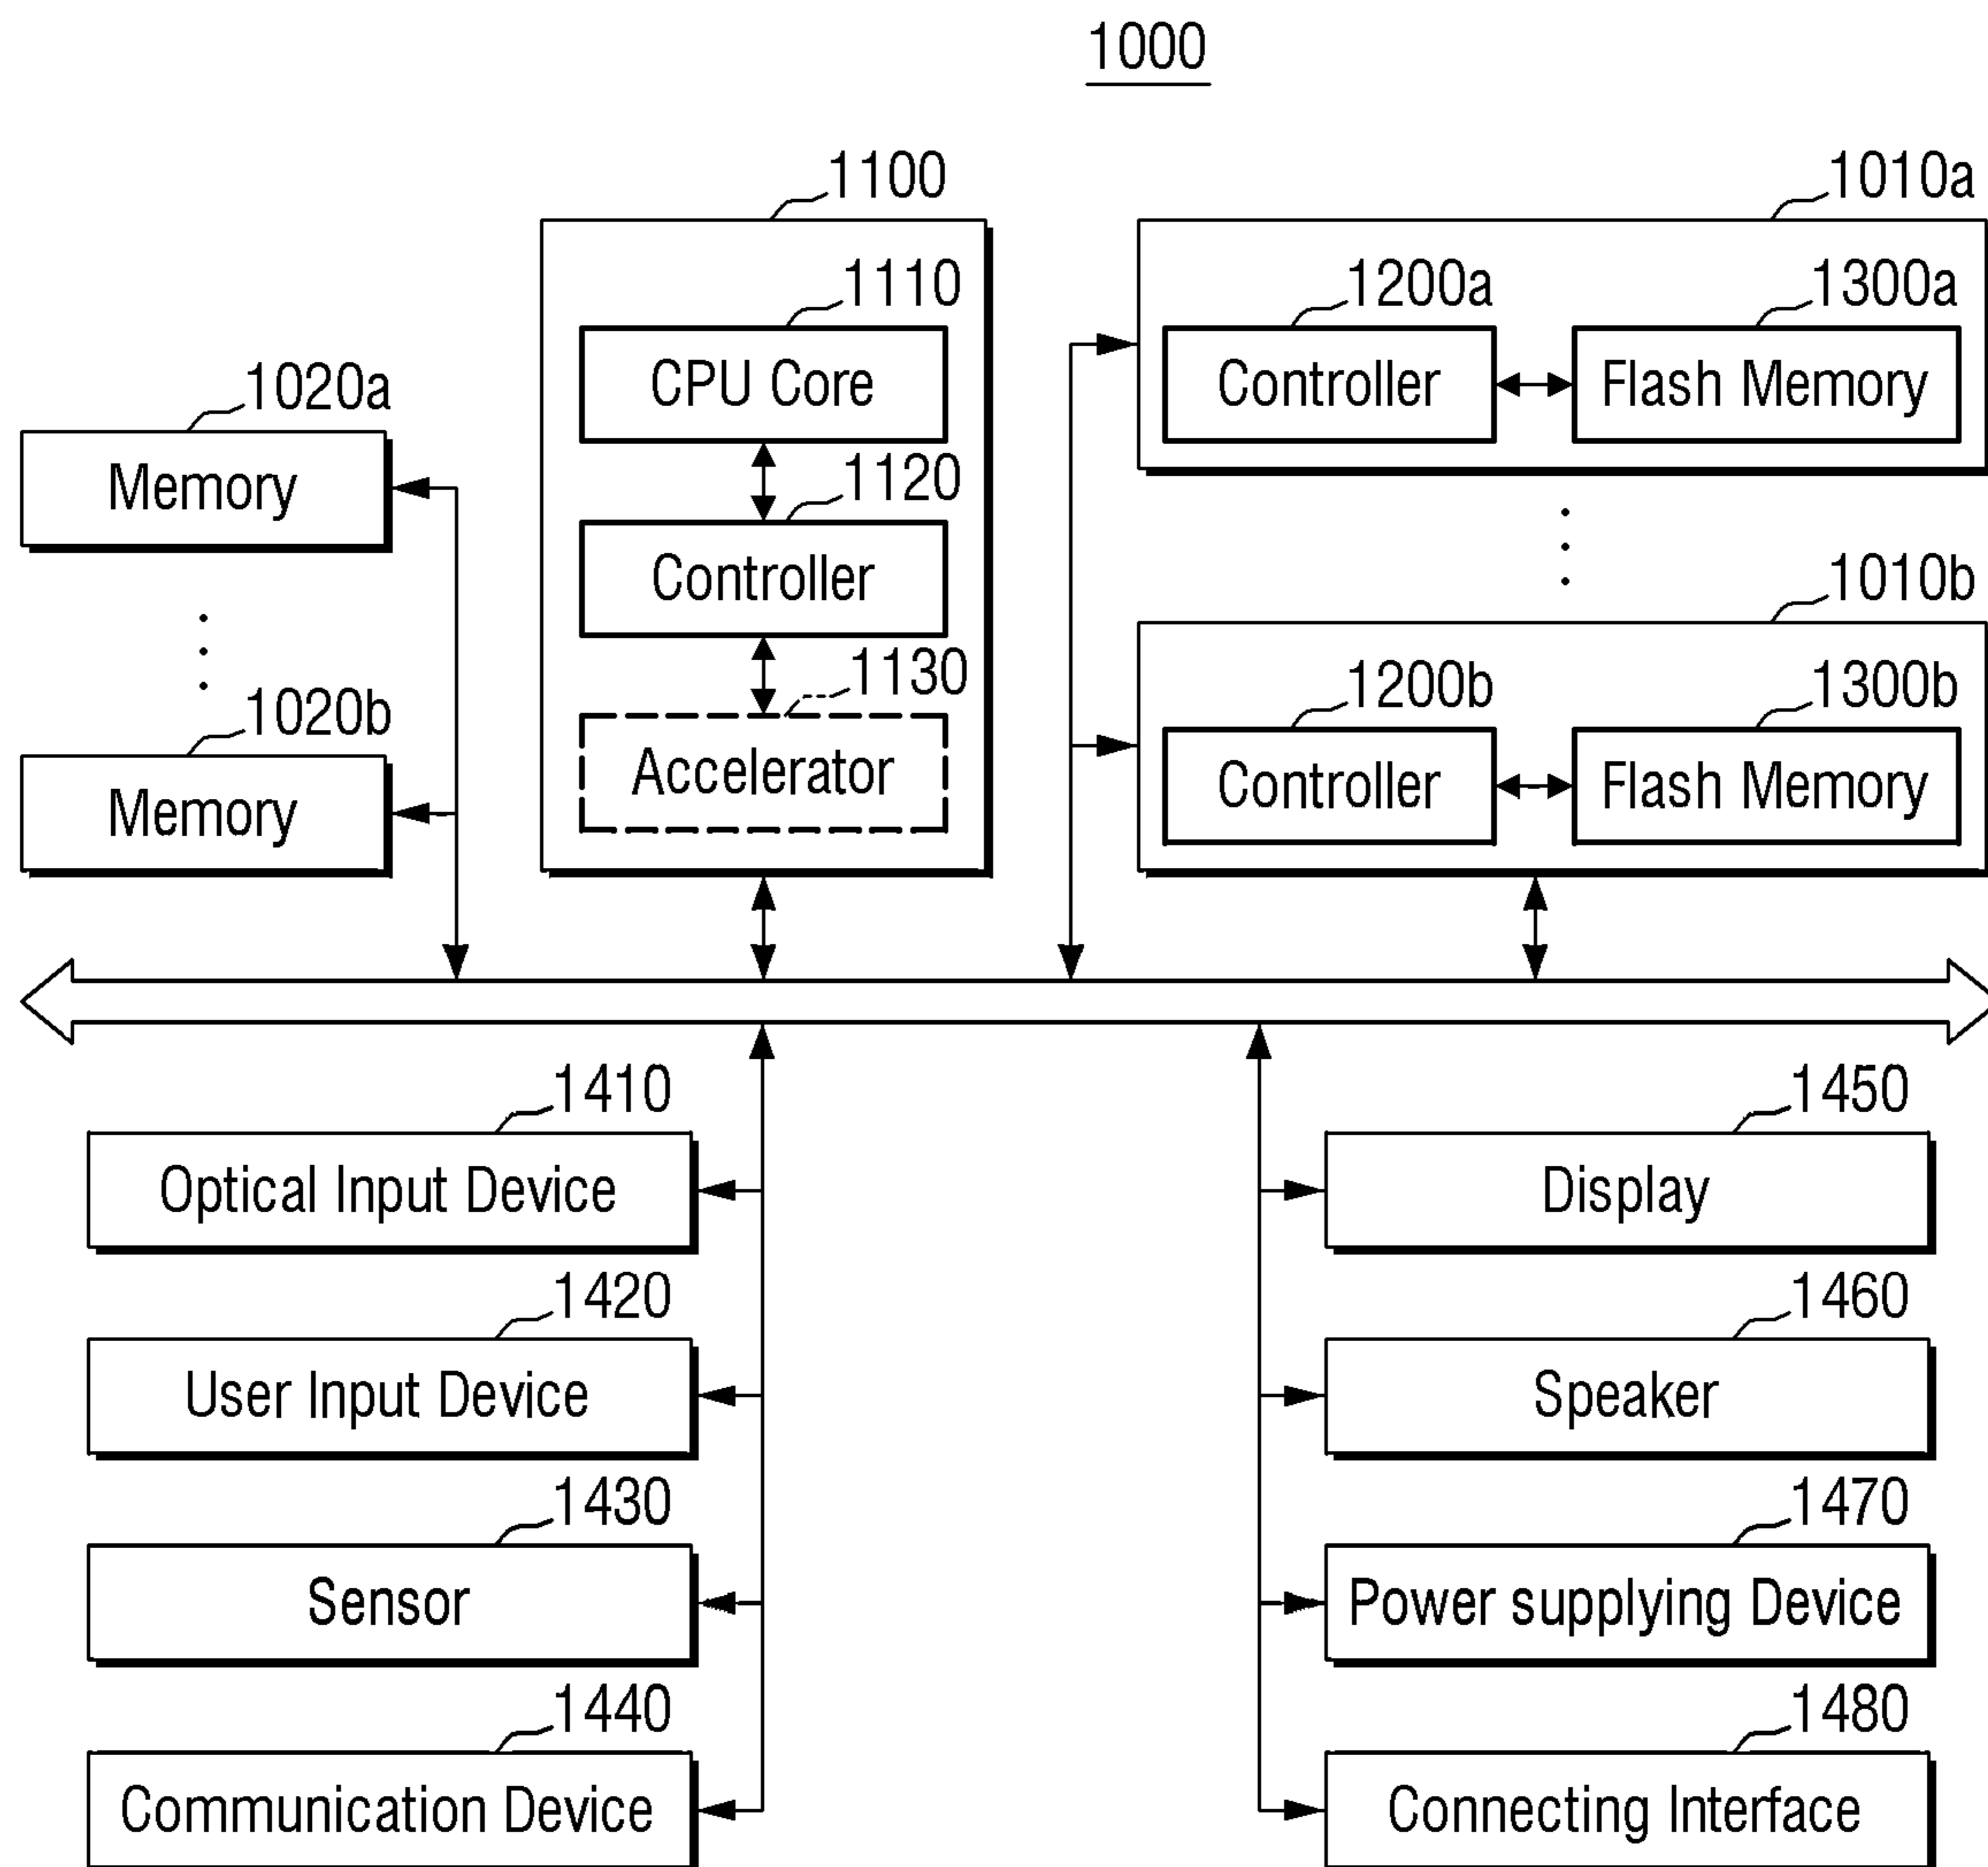 1000
1100
1010a
1110
1200a
1300a
CPU Core
Controller
Flash Memory
1020a
Memory
1120
Controller
1010b
1130
1200b
1300b
1020b
Memory
Accelerator
Controller
Flash Memory
1410
1450
Optical Input Device
Display
1420
1460
User Input Device
Speaker
1430
1470
Sensor
Power supplying Device
1440
1480
Communication Device
Connecting Interface